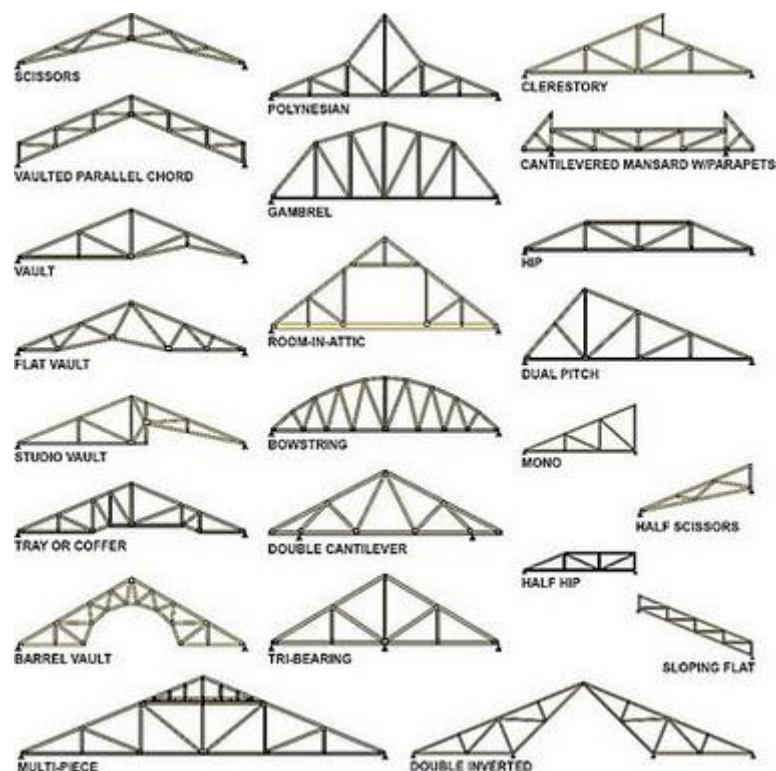 SCISSORS
POLYNESIAN
CLERESTORY
VAULTED PARALLEL CHORD
GAMBREL
CANTILEVERED MANSARD W/PARAPETS
VAULT
HIP
FLAT VAULT
ROOM-IN-ATTIC
DUAL PITCH
STUDIO VAULT
BOWSTRING
MONO
HALF SCISSORS
TRAY OR COFFER
DOUBLE CANTILEVER
HALF HIP
BARREL VAULT
TRI-BEARING
SLOPING FLAT
MULTI-PIECE
DOUBLE INVERTED